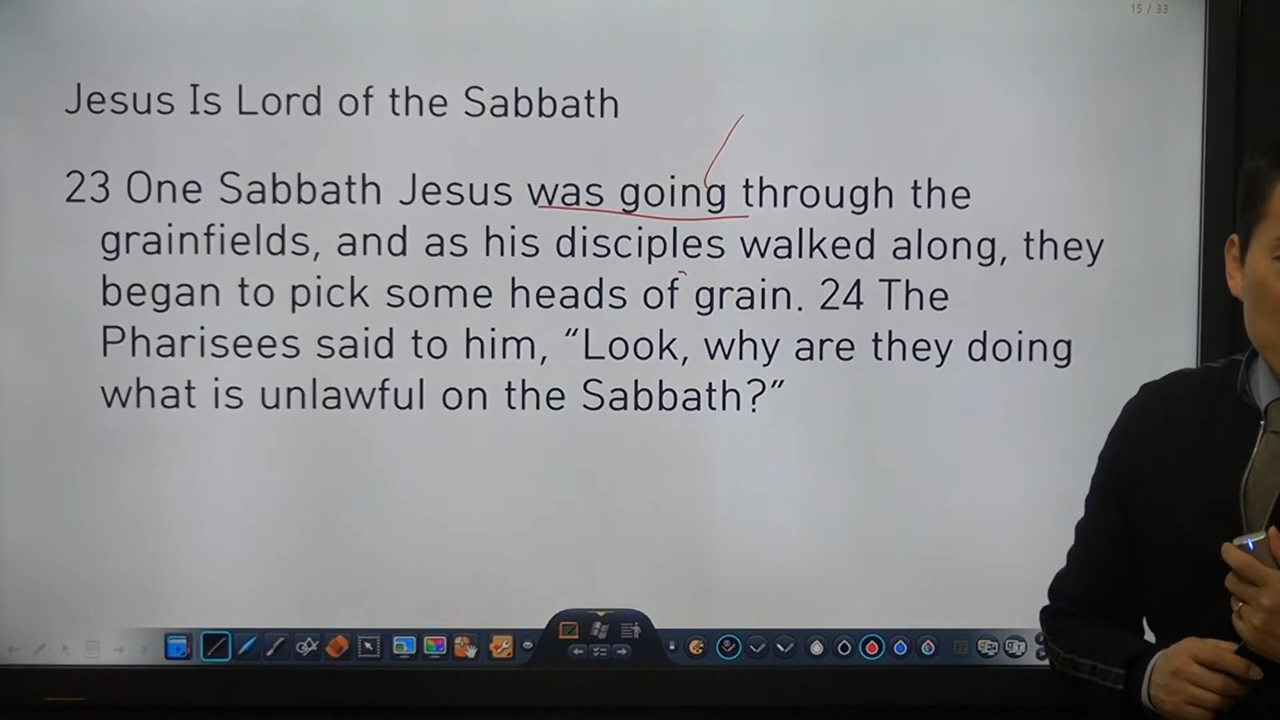 15 / 33
Jesus Is Lord of the Sabbath
23 One Sabbath Jesus was going through the
grainfields, and as his disciples walked along, they
began to pick some heads of grain. 24 The
Pharisees said to him, “Look, why are they doing
what is unlawful on the Sabbath?”